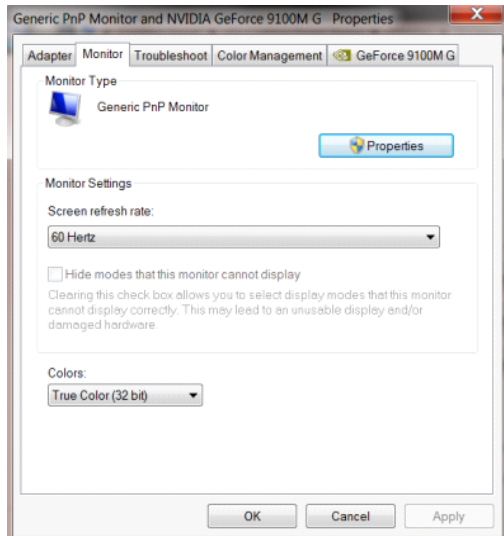 Generic PnP Monitor and NVIDIA GeForce 9100M G Properties
Adapter Monitor Troubleshoot Color Management GeForce 9100M G
Monitor Type
Generic PnP Monitor
Properties
Monitor Settings
Screen refresh rate:
60 Hertz
Hide modes that this monitor cannot display
Clearing this check box allows you to select display modes that this monitor
cannot display correctly. This may lead to an unusable display and/or
damaged hardware.
Colors:
True Color (32 bit)
OK Cancel Apply